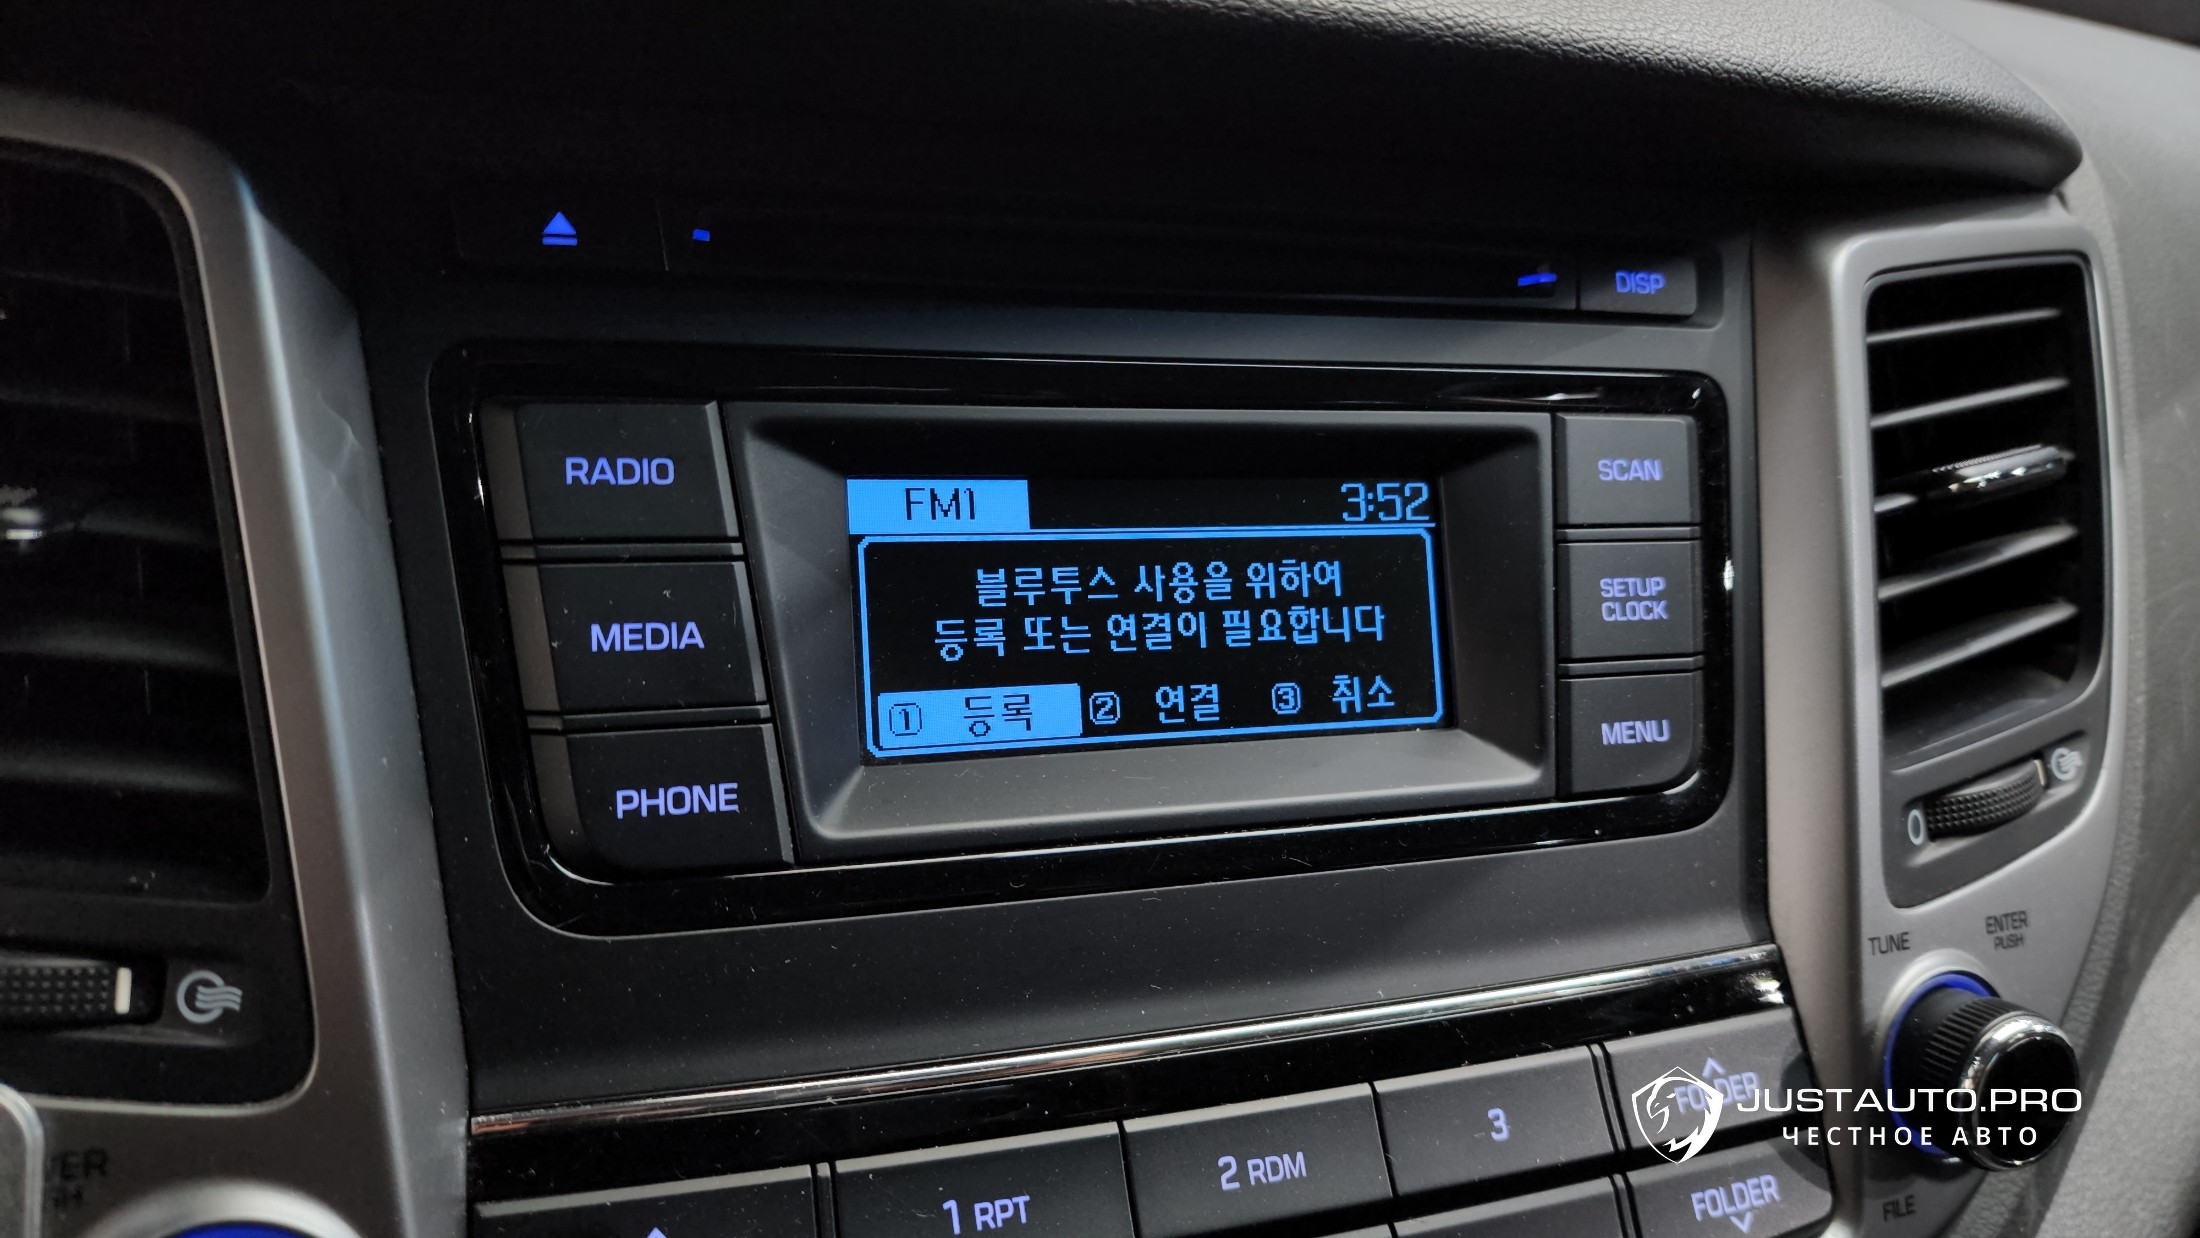 DISP
RADIO
MEDIA
PHONE
FM1 3:52
블루투스 사용을 위하여
등록 또는 연결이 필요합니다
① 등록 ② 연결 ③ 취소
SCAN
SETUP
CLOCK
MENU
TUNE
ENTER
PUSH
FOLDER
1 RPT
2 RDM
3
FOLDER
FILE
JUSTAUTO.PRO
ЧЕСТНОЕ АВТО